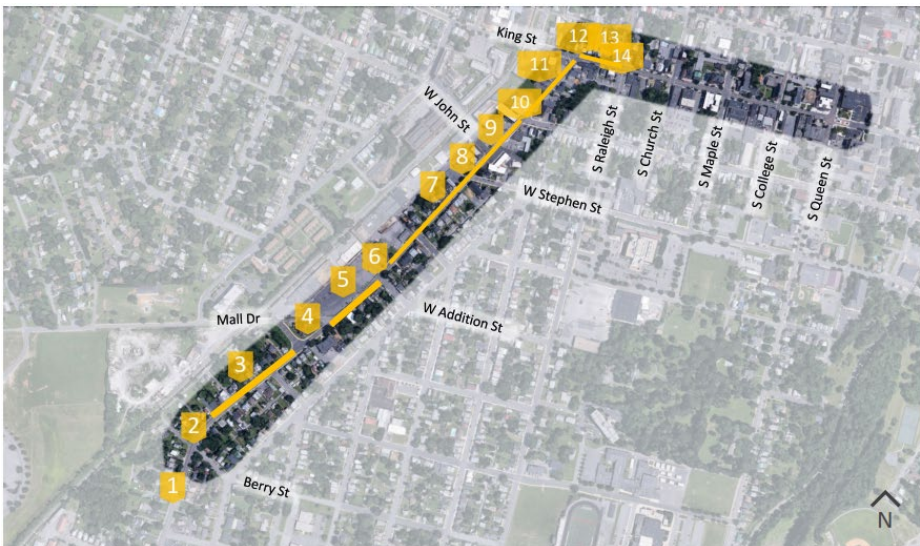 King St
12
13
14
11
W John St
10
9
8
7
6
5
4
3
2
1
S Raleigh St
S Church St
S Maple St
S College St
S Queen St
W Stephen St
W Addition St
Mall Dr
Berry St
N